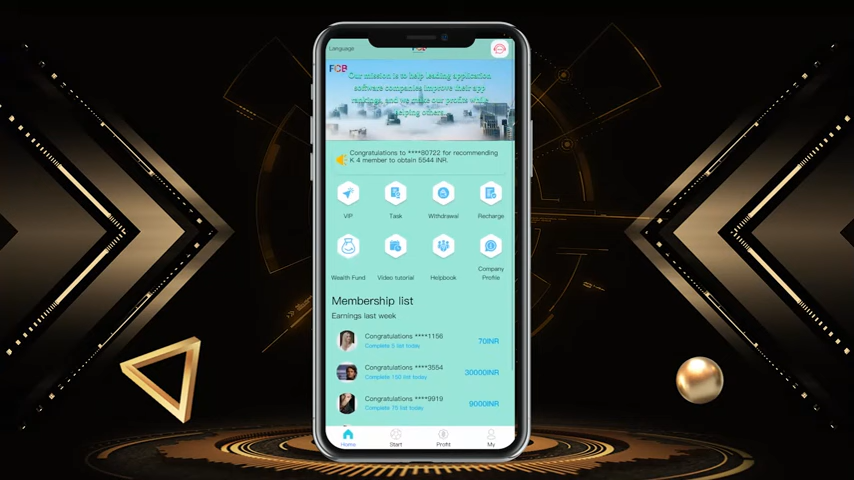 Language
FCB
Our mission is to help leading application
software companies improve their app
rankings, and we make our profits while
helping others.
Congratulations to ****80722 for recommending
K.4 member to obtain 5544 INR.
VIP
Task
Withdrawal
Recharge
Wealth Fund
Video tutorial
Helpbook
Company
Profile
Membership list
Earnings last week
Congratulations ****1156
Complete 5 list today
70INR
Congratulations ****3554
Complete 150 list today
30000INR
Congratulations ****9919
Complete 75 list today
9000INR
Home
Start
Profit
My